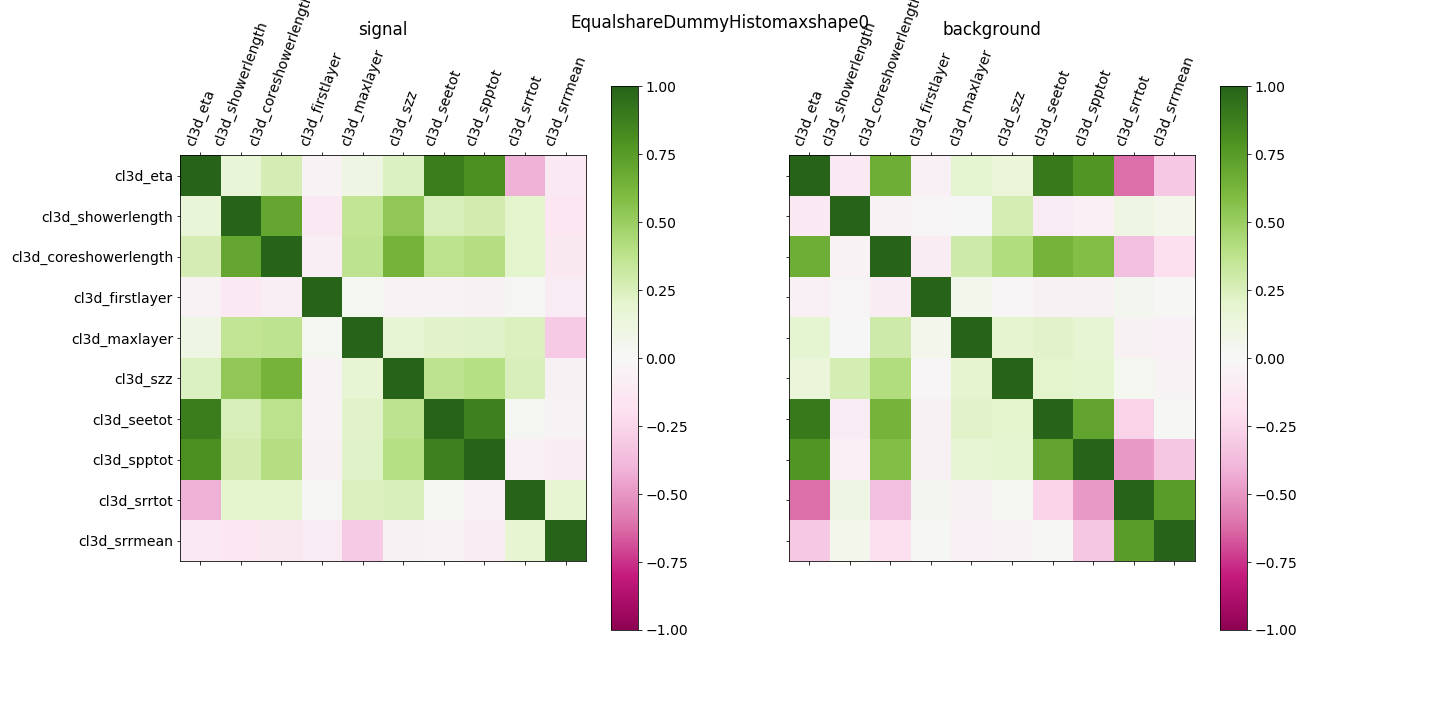 EqualshareDummyHistomaxshape0
signal
background
cl3d_eta
cl3d_showerlength
cl3d_coreshowerlength
cl3d_firstlayer
cl3d_maxlayer
cl3d_szz
cl3d_seetot
cl3d_spptot
cl3d_srrtot
cl3d_srrmean
cl3d_eta
cl3d_showerlength
cl3d_coreshowerlength
cl3d_firstlayer
cl3d_maxlayer
cl3d_szz
cl3d_seetot
cl3d_spptot
cl3d_srrtot
cl3d_srrmean
cl3d_eta
cl3d_showerlength
cl3d_coreshowerlength
cl3d_firstlayer
cl3d_maxlayer
cl3d_szz
cl3d_seetot
cl3d_spptot
cl3d_srrtot
cl3d_srrmean
1.00
0.75
0.50
0.25
0.00
−0.25
−0.50
−0.75
−1.00
1.00
0.75
0.50
0.25
0.00
−0.25
−0.50
−0.75
−1.00